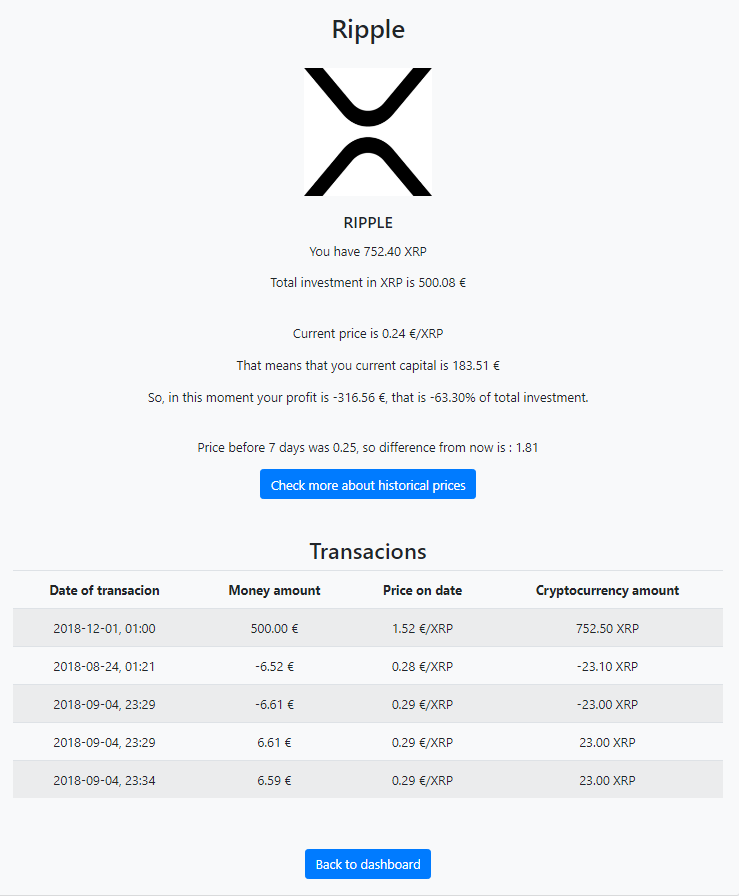 Ripple
RIPPLE
You have 752.40 XRP
Total investment in XRP is 500.08 €
Current price is 0.24 €/XRP
That means that you current capital is 183.51 €
So, in this moment your profit is -316.56 €, that is -63.30% of total investment.
Price before 7 days was 0.25, so difference from now is : 1.81
Check more about historical prices
Transacions
Date of transacion Money amount Price on date Cryptocurrency amount
2018-12-01, 01:00 500.00 € 1.52 €/XRP 752.50 XRP
2018-08-24, 01:21 -6.52 € 0.28 €/XRP -23.10 XRP
2018-09-04, 23:29 -6.61 € 0.29 €/XRP -23.00 XRP
2018-09-04, 23:29 6.61 € 0.29 €/XRP 23.00 XRP
2018-09-04, 23:34 6.59 € 0.29 €/XRP 23.00 XRP
Back to dashboard